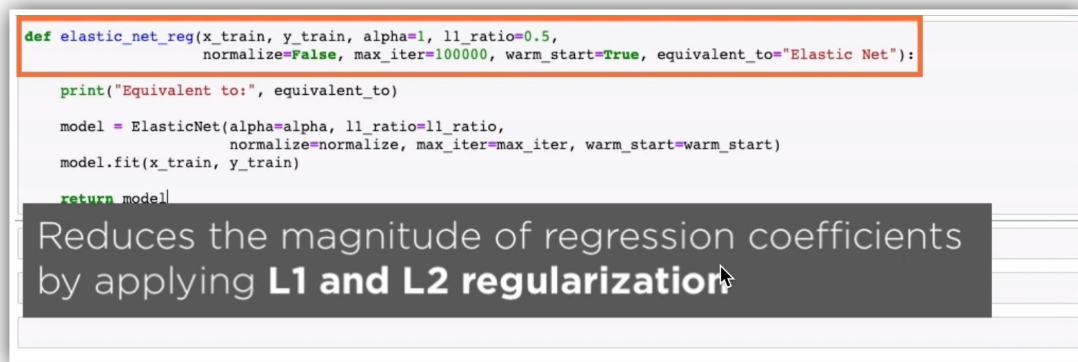 def elastic_net_reg(x_train, y_train, alpha=1, l1_ratio=0.5,
normalize=False, max_iter=100000, warm_start=True, equivalent_to="Elastic Net"):
print("Equivalent to:", equivalent_to)
model = ElasticNet(alpha=alpha, l1_ratio=l1_ratio,
normalize=normalize, max_iter=max_iter, warm_start=warm_start)
model.fit(x_train, y_train)
return model
Reduces the magnitude of regression coefficients
by applying L1 and L2 regularization